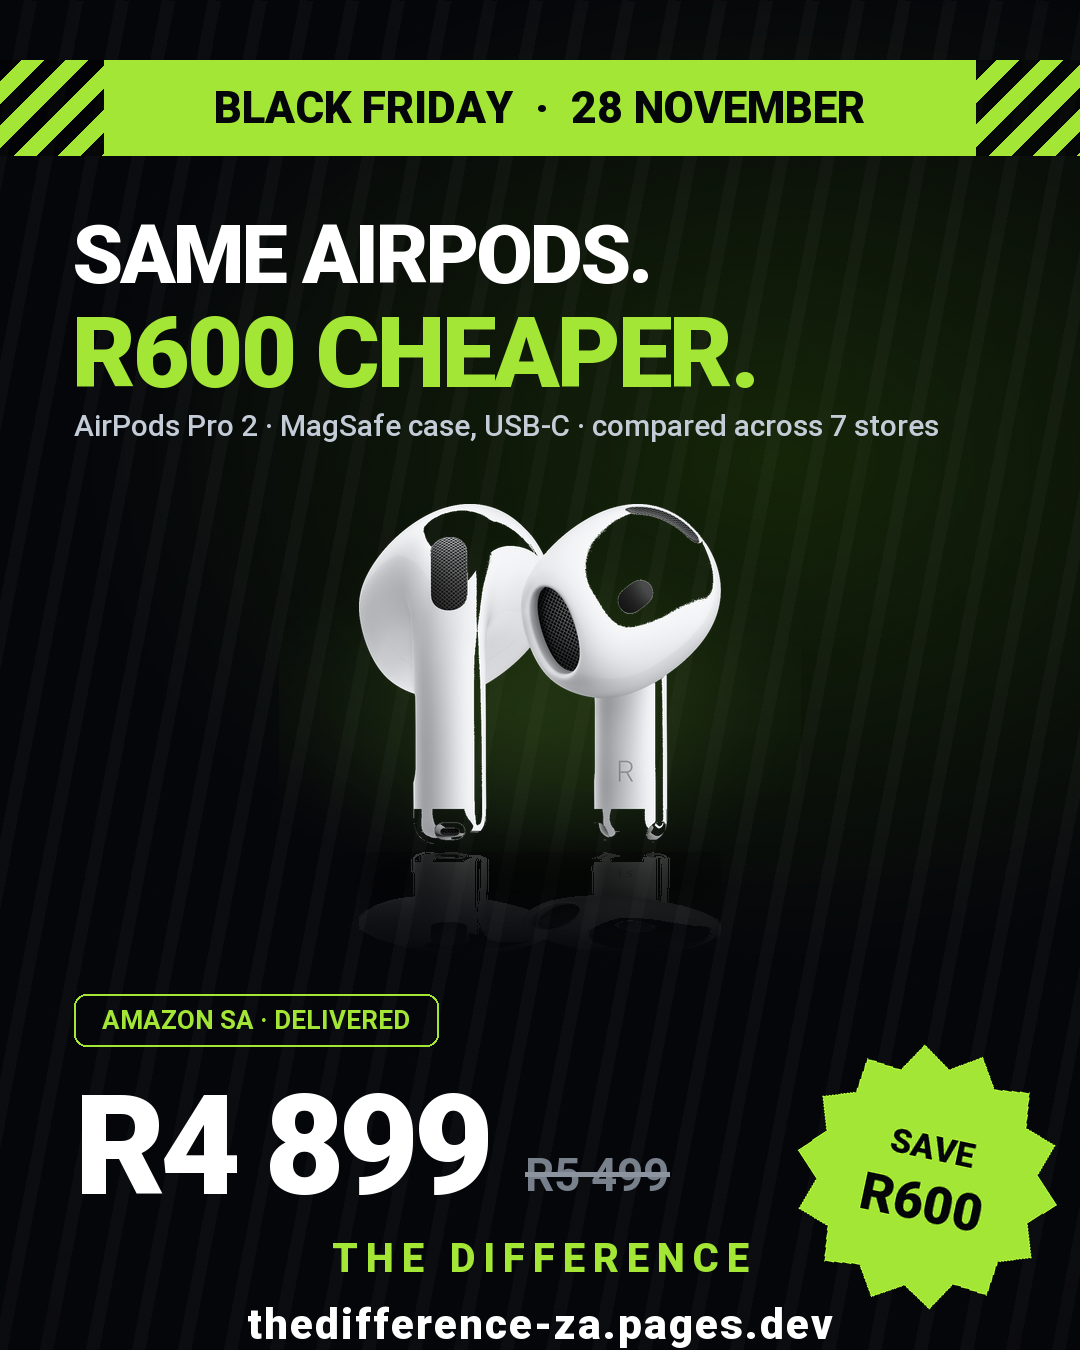 BLACK FRIDAY · 28 NOVEMBER
SAME AIRPODS.
R600 CHEAPER.
AirPods Pro 2 · MagSafe case, USB-C · compared across 7 stores
R
AMAZON SA · DELIVERED
R4 899 R5 499
SAVE
R600
THE DIFFERENCE
thedifference-za.pages.dev